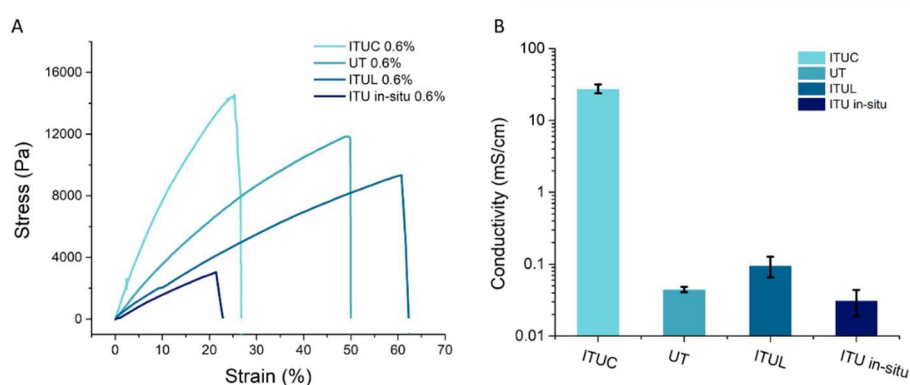 A
Stress (Pa)
16000
12000
8000
4000
0
ITUC 0.6%
UT 0.6%
ITUL 0.6%
ITU in-situ 0.6%
0 10 20 30 40 50 60 70
Strain (%)
B
Conductivity (mS/cm)
100
10
1
0.1
0.01
ITUC
UT
ITUL
ITU in-situ
ITUC UT ITUL ITU in-situ